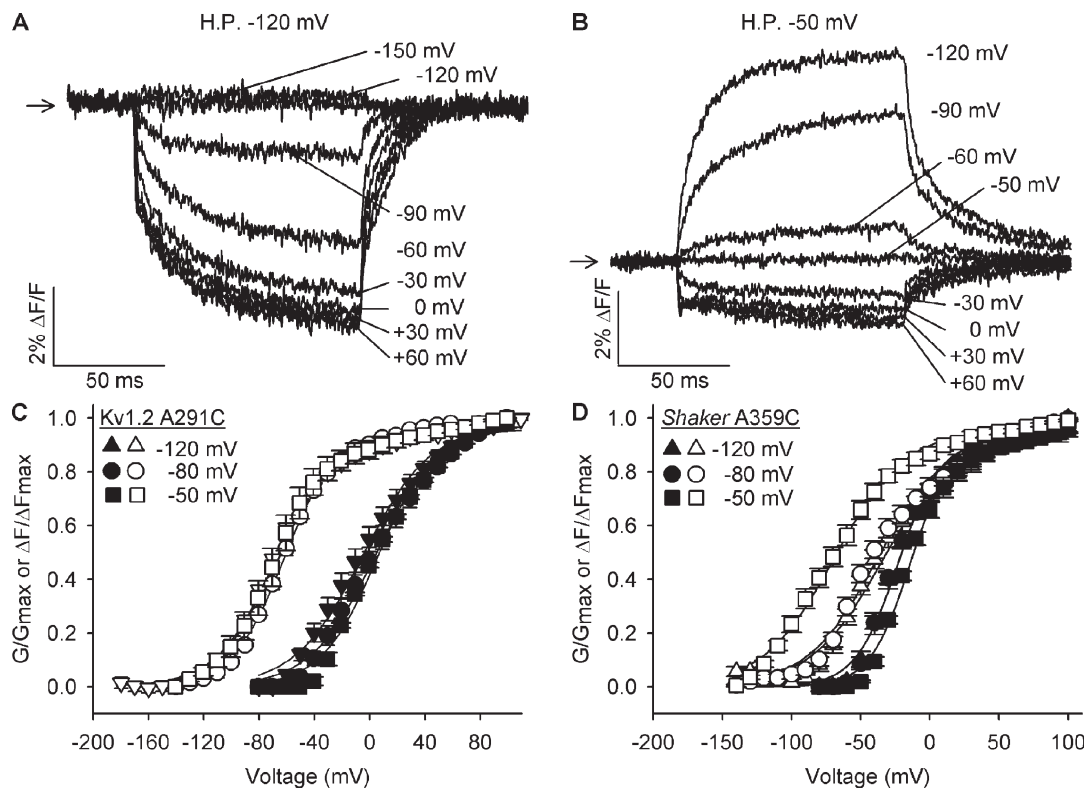 A
H.P. -120 mV
-150 mV
-120 mV
-90 mV
-60 mV
-30 mV
0 mV
+30 mV
+60 mV
2% ΔF/F
50 ms
B
H.P. -50 mV
-120 mV
-90 mV
-60 mV
-50 mV
-30 mV
0 mV
+30 mV
+60 mV
2% ΔF/F
50 ms
C
Kv1.2 A291C
-120 mV
-80 mV
-50 mV
G/Gmax or ΔF/ΔFmax
1.0
0.8
0.6
0.4
0.2
0.0
-200 -160 -120 -80 -40 0 40 80
Voltage (mV)
D
Shaker A359C
-120 mV
-80 mV
-50 mV
G/Gmax or ΔF/ΔFmax
1.0
0.8
0.6
0.4
0.2
0.0
-200 -150 -100 -50 0 50 100
Voltage (mV)